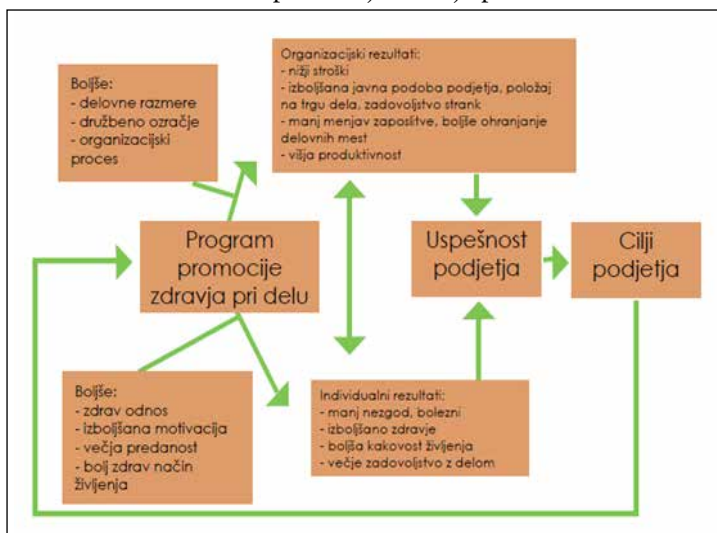 Boljše:
- delovne razmere
- družbeno ozračje
- organizacijski
proces
Organizacijski rezultati:
- nižji stroški
- izboljšana javna podoba podjetja, položaj
na trgu dela, zadovoljstvo strank
- manj menjav zaposlitve, boljše ohranjanje
delovnih mest
- višja produktivnost
Program
promocije
zdravja pri delu
Uspešnost
podjetja
Cilji
podjetja
Boljše:
- zdrav odnos
- izboljšana motivacija
- večja predanost
- bolj zdrav način
življenja
Individualni rezultati:
- manj nezgod, bolezni
- izboljšano zdravje
- boljša kakovost življenja
- večje zadovoljstvo z delom